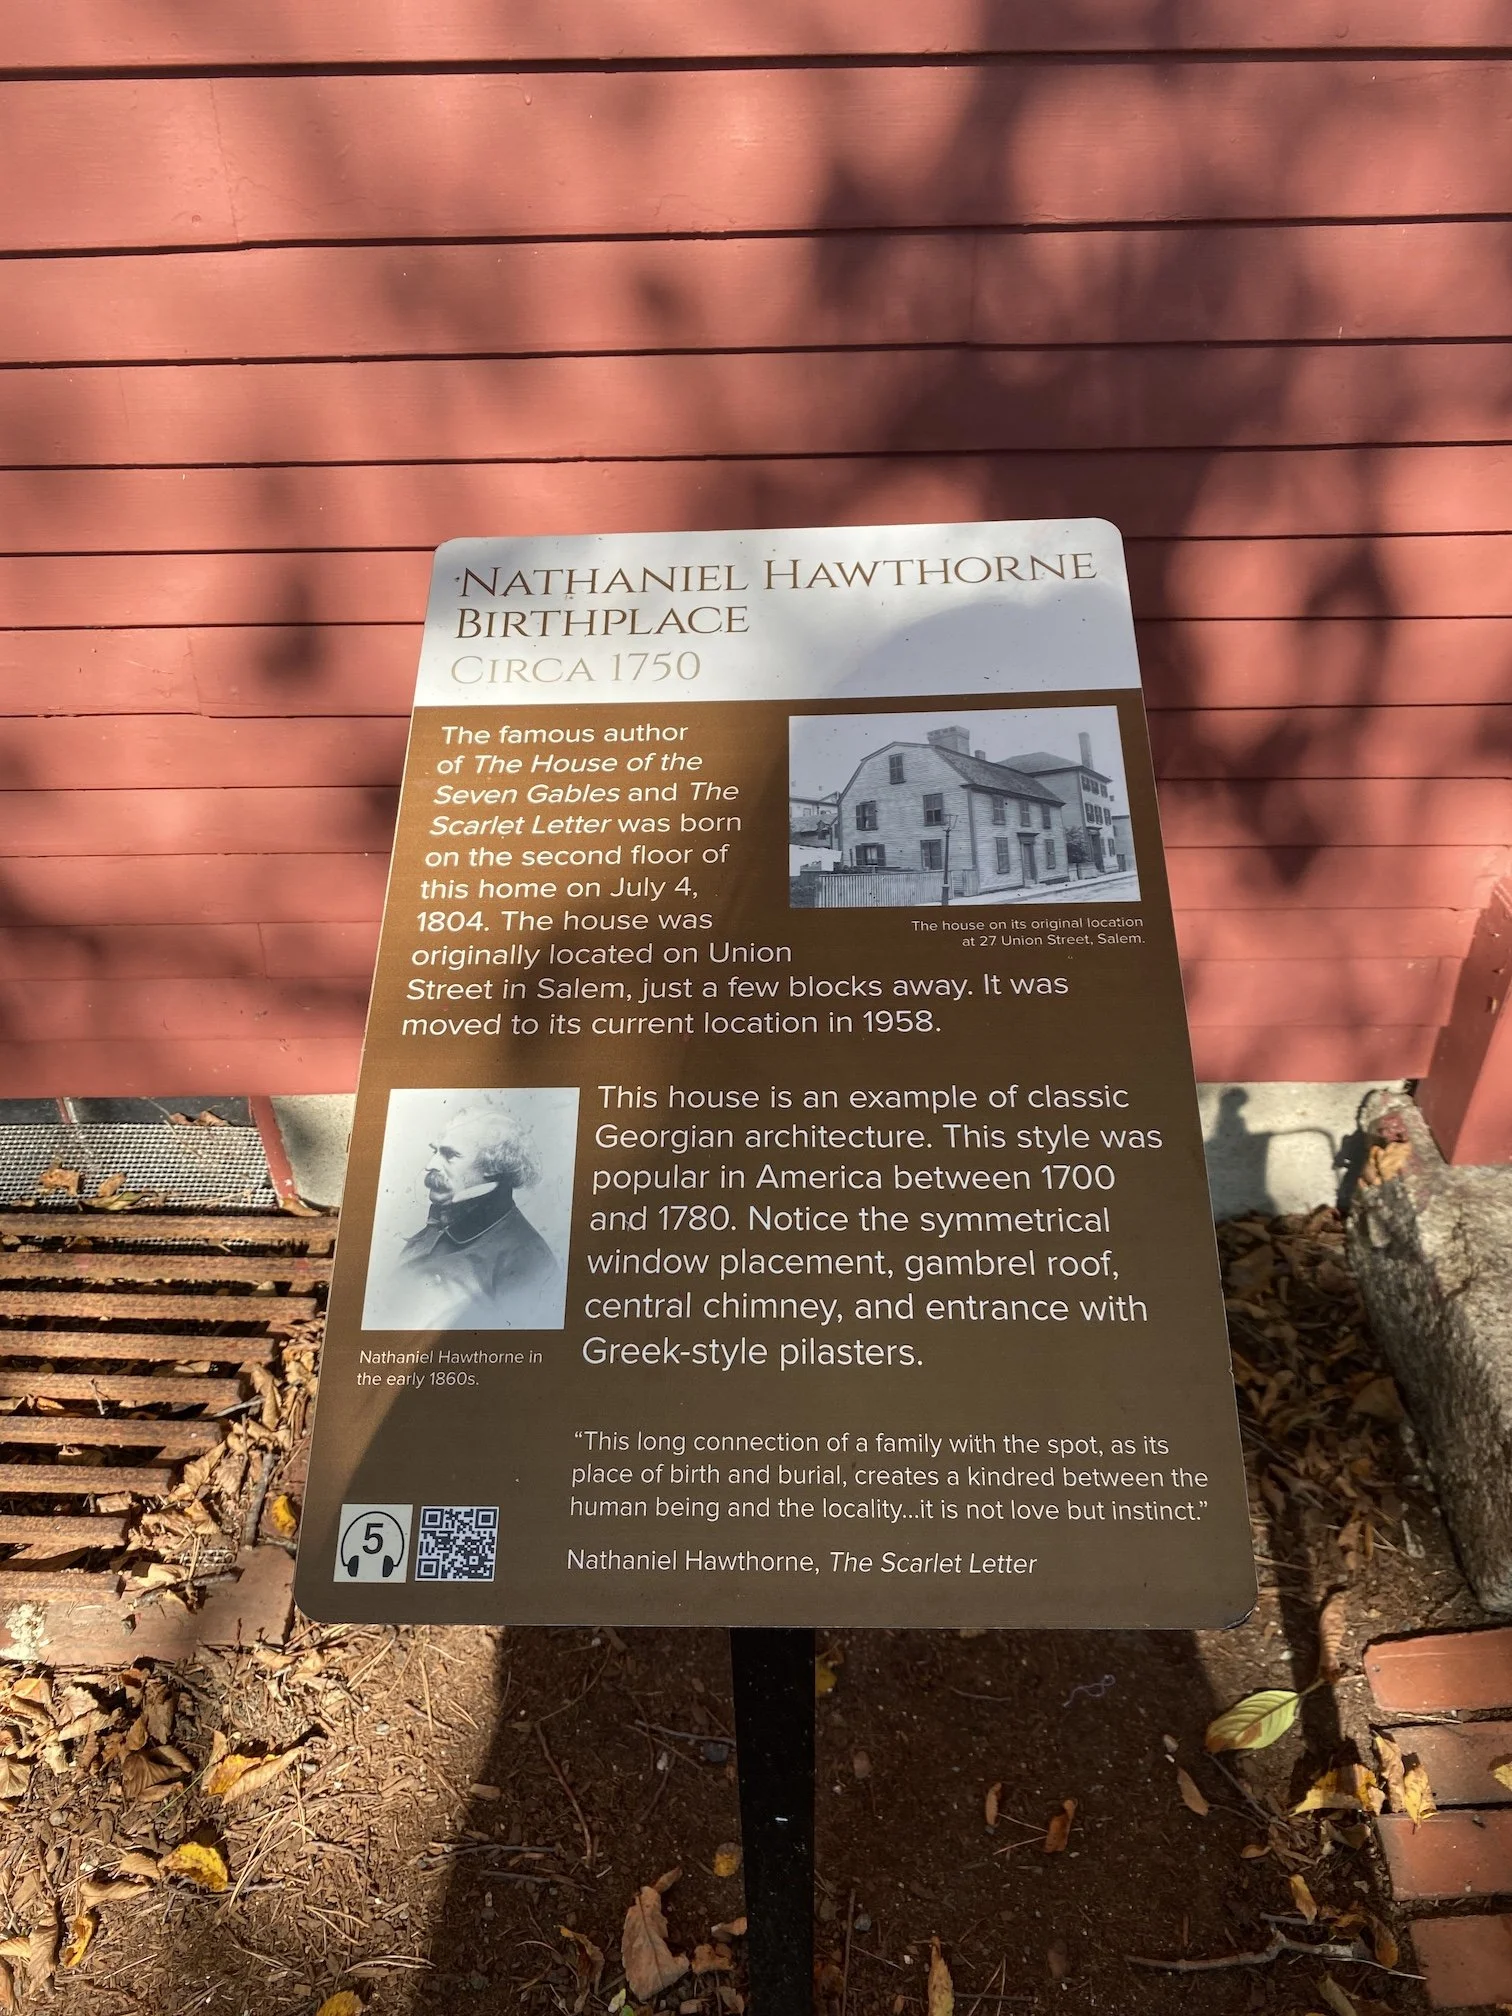 NATHANIEL HAWTHORNE
BIRTHPLACE
CIRCA 1750
The famous author
of The House of the
Seven Gables and The
Scarlet Letter was born
on the second floor of
this home on July 4,
1804. The house was
originally located on Union
Street in Salem, just a few blocks away. It was
moved to its current location in 1958.
The house on its original location
at 27 Union Street, Salem.
This house is an example of classic
Georgian architecture. This style was
popular in America between 1700
and 1780. Notice the symmetrical
window placement, gambrel roof,
central chimney, and entrance with
Greek-style pilasters.
Nathaniel Hawthorne in
the early 1860s.
“This long connection of a family with the spot, as its
place of birth and burial, creates a kindred between the
human being and the locality...it is not love but instinct.”
Nathaniel Hawthorne, The Scarlet Letter
5